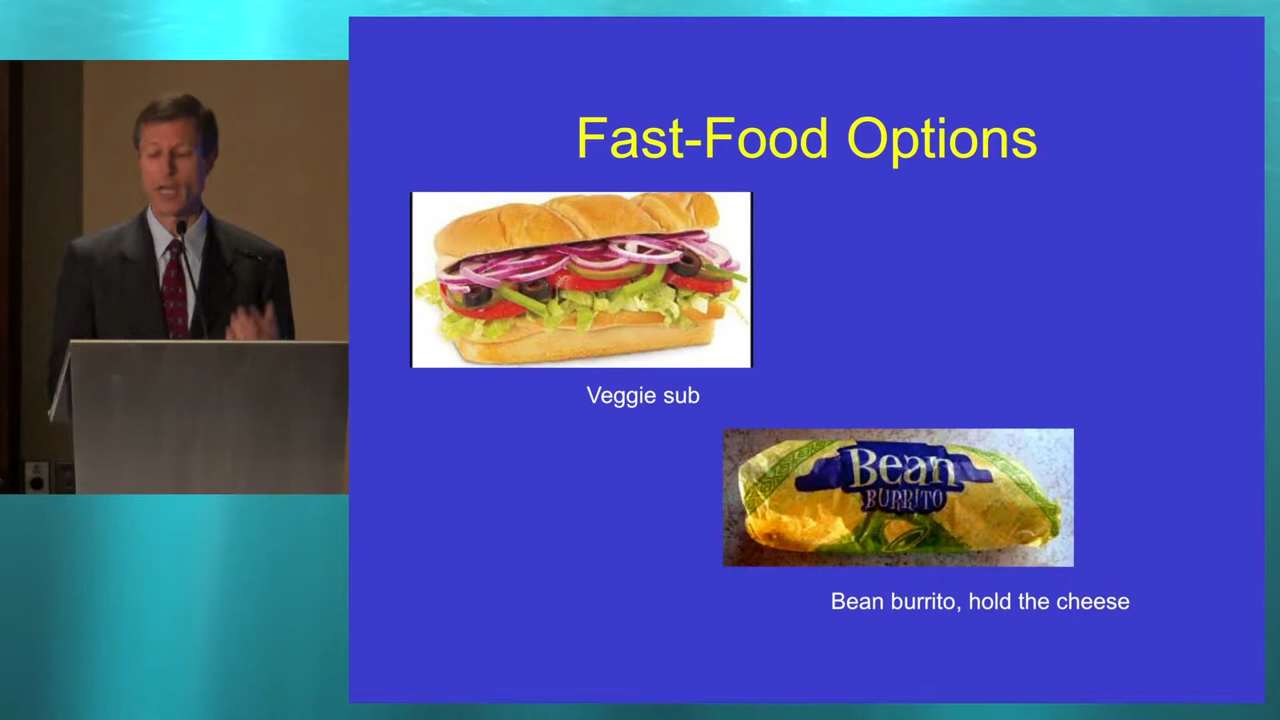 Fast-Food Options
Veggie sub
Bean
BURRITO
Bean burrito, hold the cheese